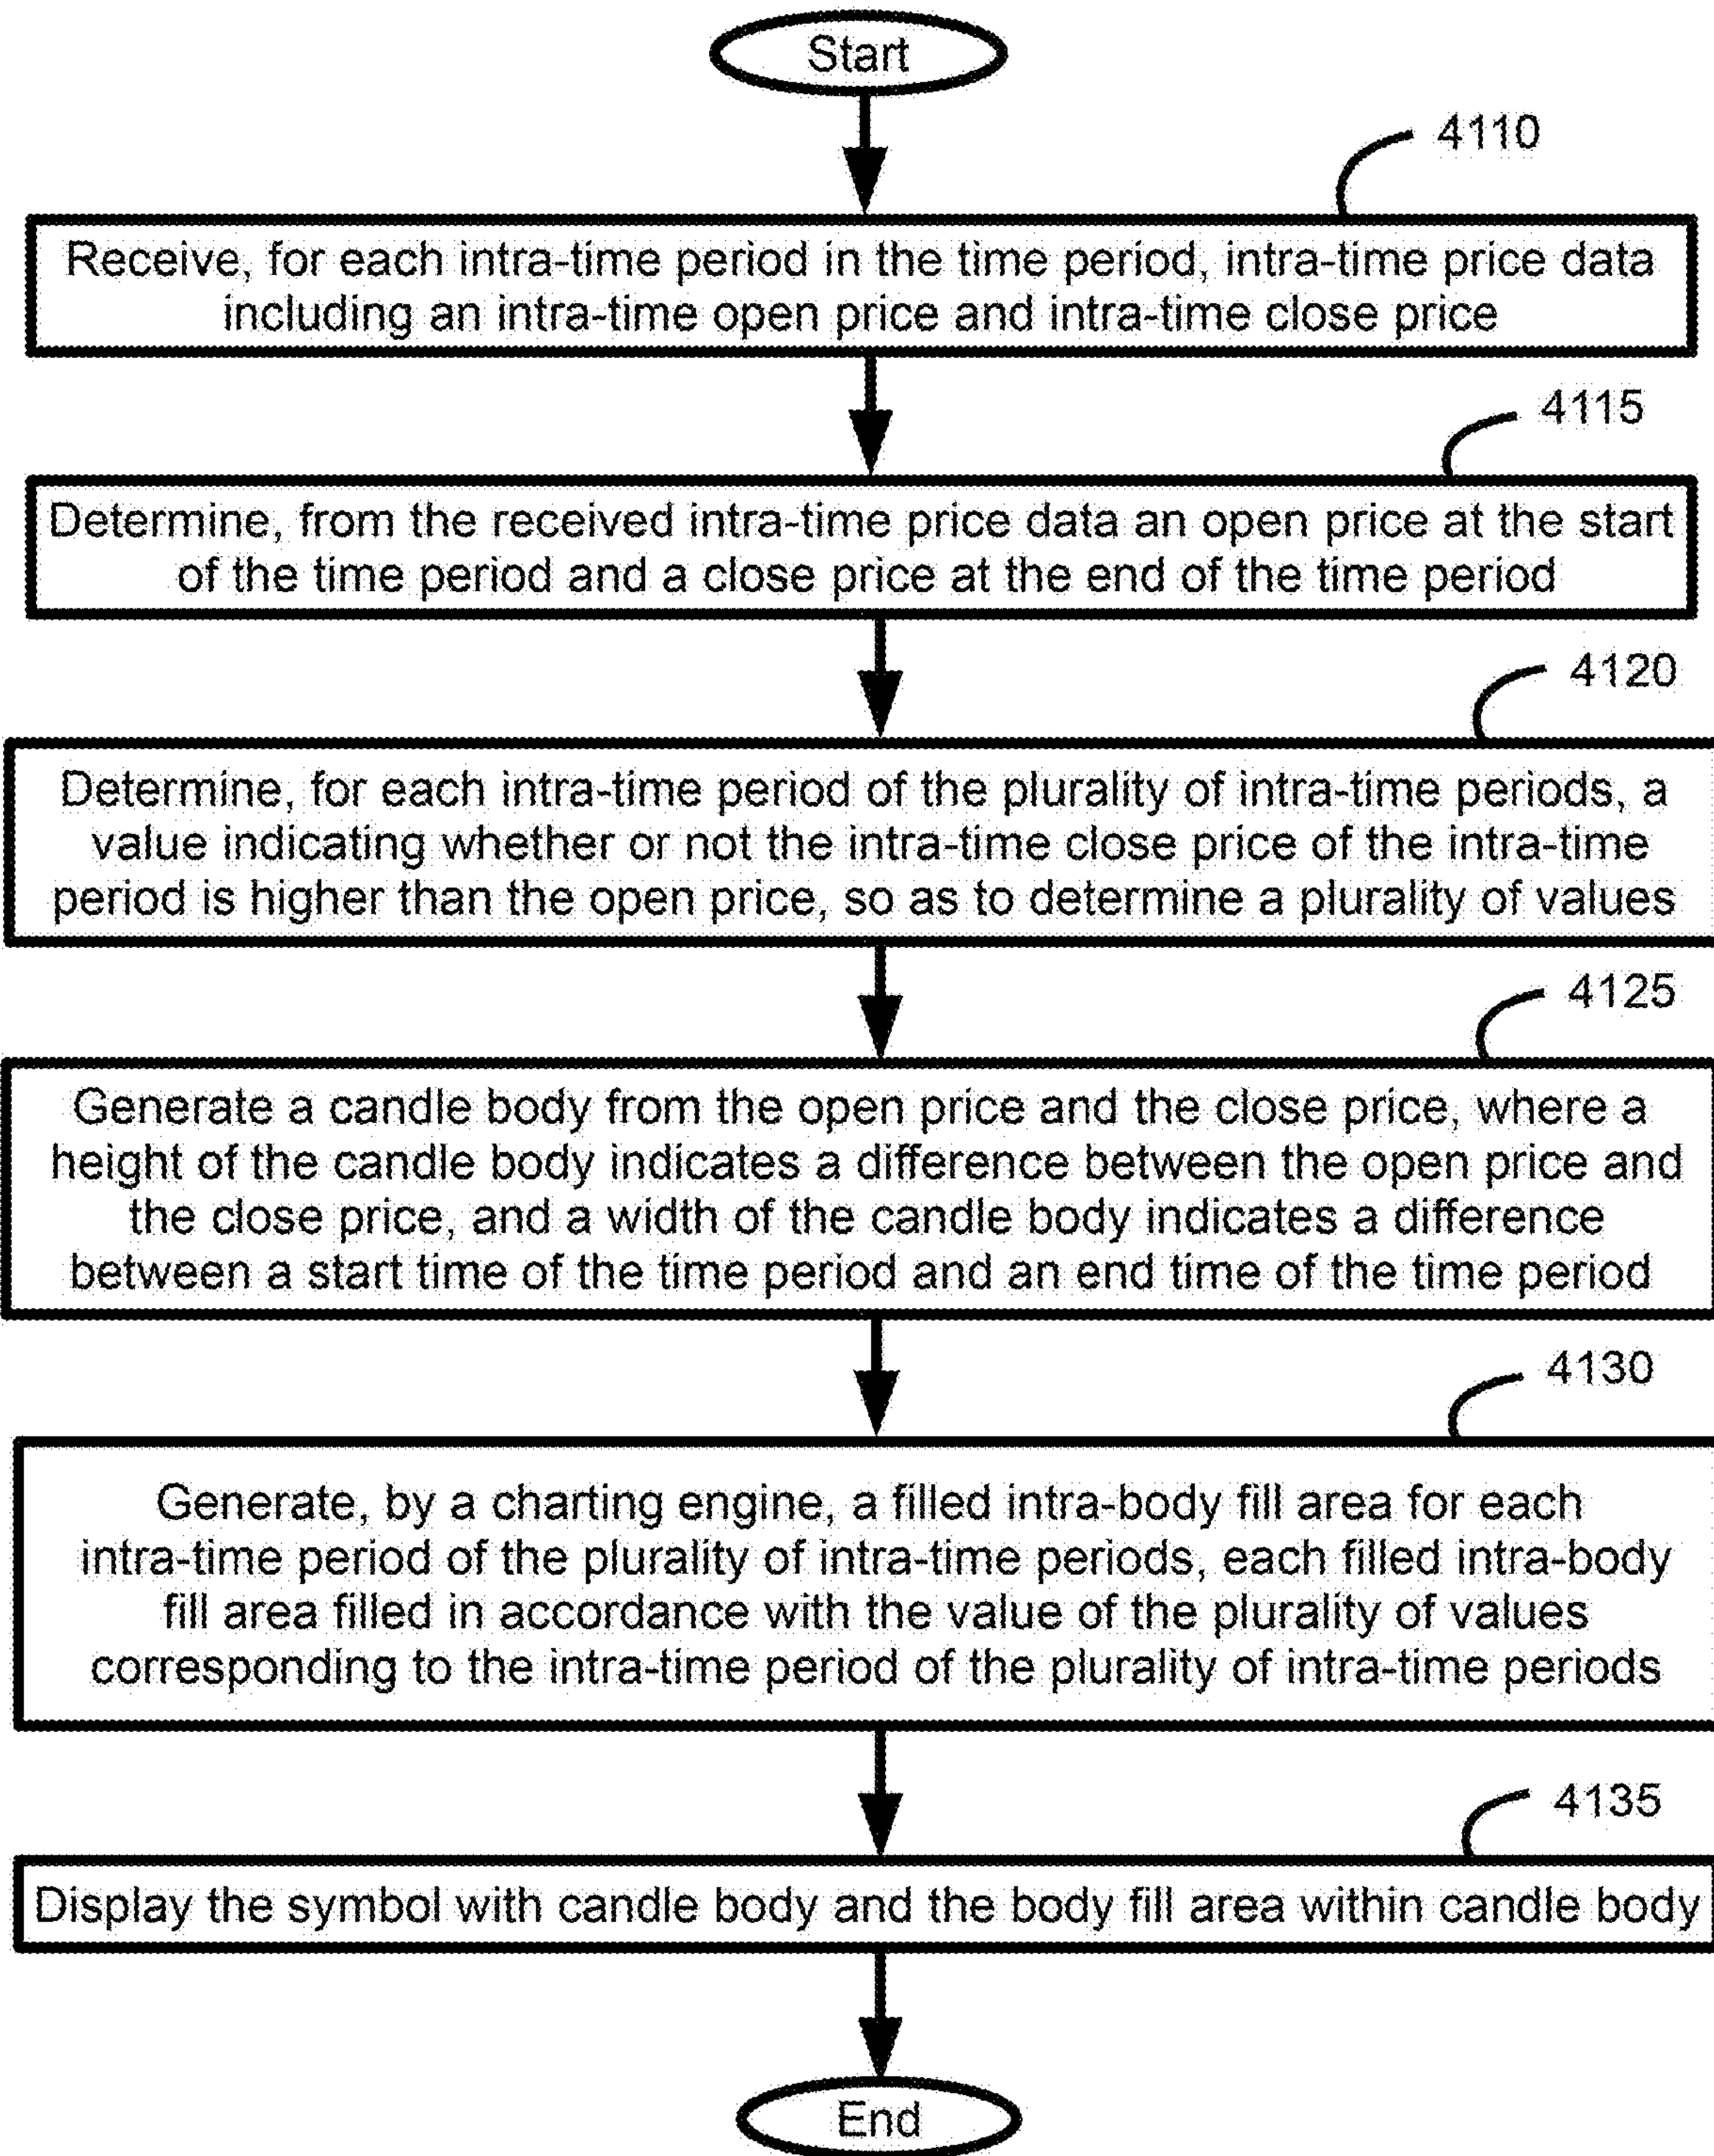 Start
4110
Receive, for each intra-time period in the time period, intra-time price data
including an intra-time open price and intra-time close price
4115
Determine, from the received intra-time price data an open price at the start
of the time period and a close price at the end of the time period
4120
Determine, for each intra-time period of the plurality of intra-time periods, a
value indicating whether or not the intra-time close price of the intra-time
period is higher than the open price, so as to determine a plurality of values
4125
Generate a candle body from the open price and the close price, where a
height of the candle body indicates a difference between the open price and
the close price, and a width of the candle body indicates a difference
between a start time of the time period and an end time of the time period
4130
Generate, by a charting engine, a filled intra-body fill area for each
intra-time period of the plurality of intra-time periods, each filled intra-body
fill area filled in accordance with the value of the plurality of values
corresponding to the intra-time period of the plurality of intra-time periods
4135
Display the symbol with candle body and the body fill area within candle body
End